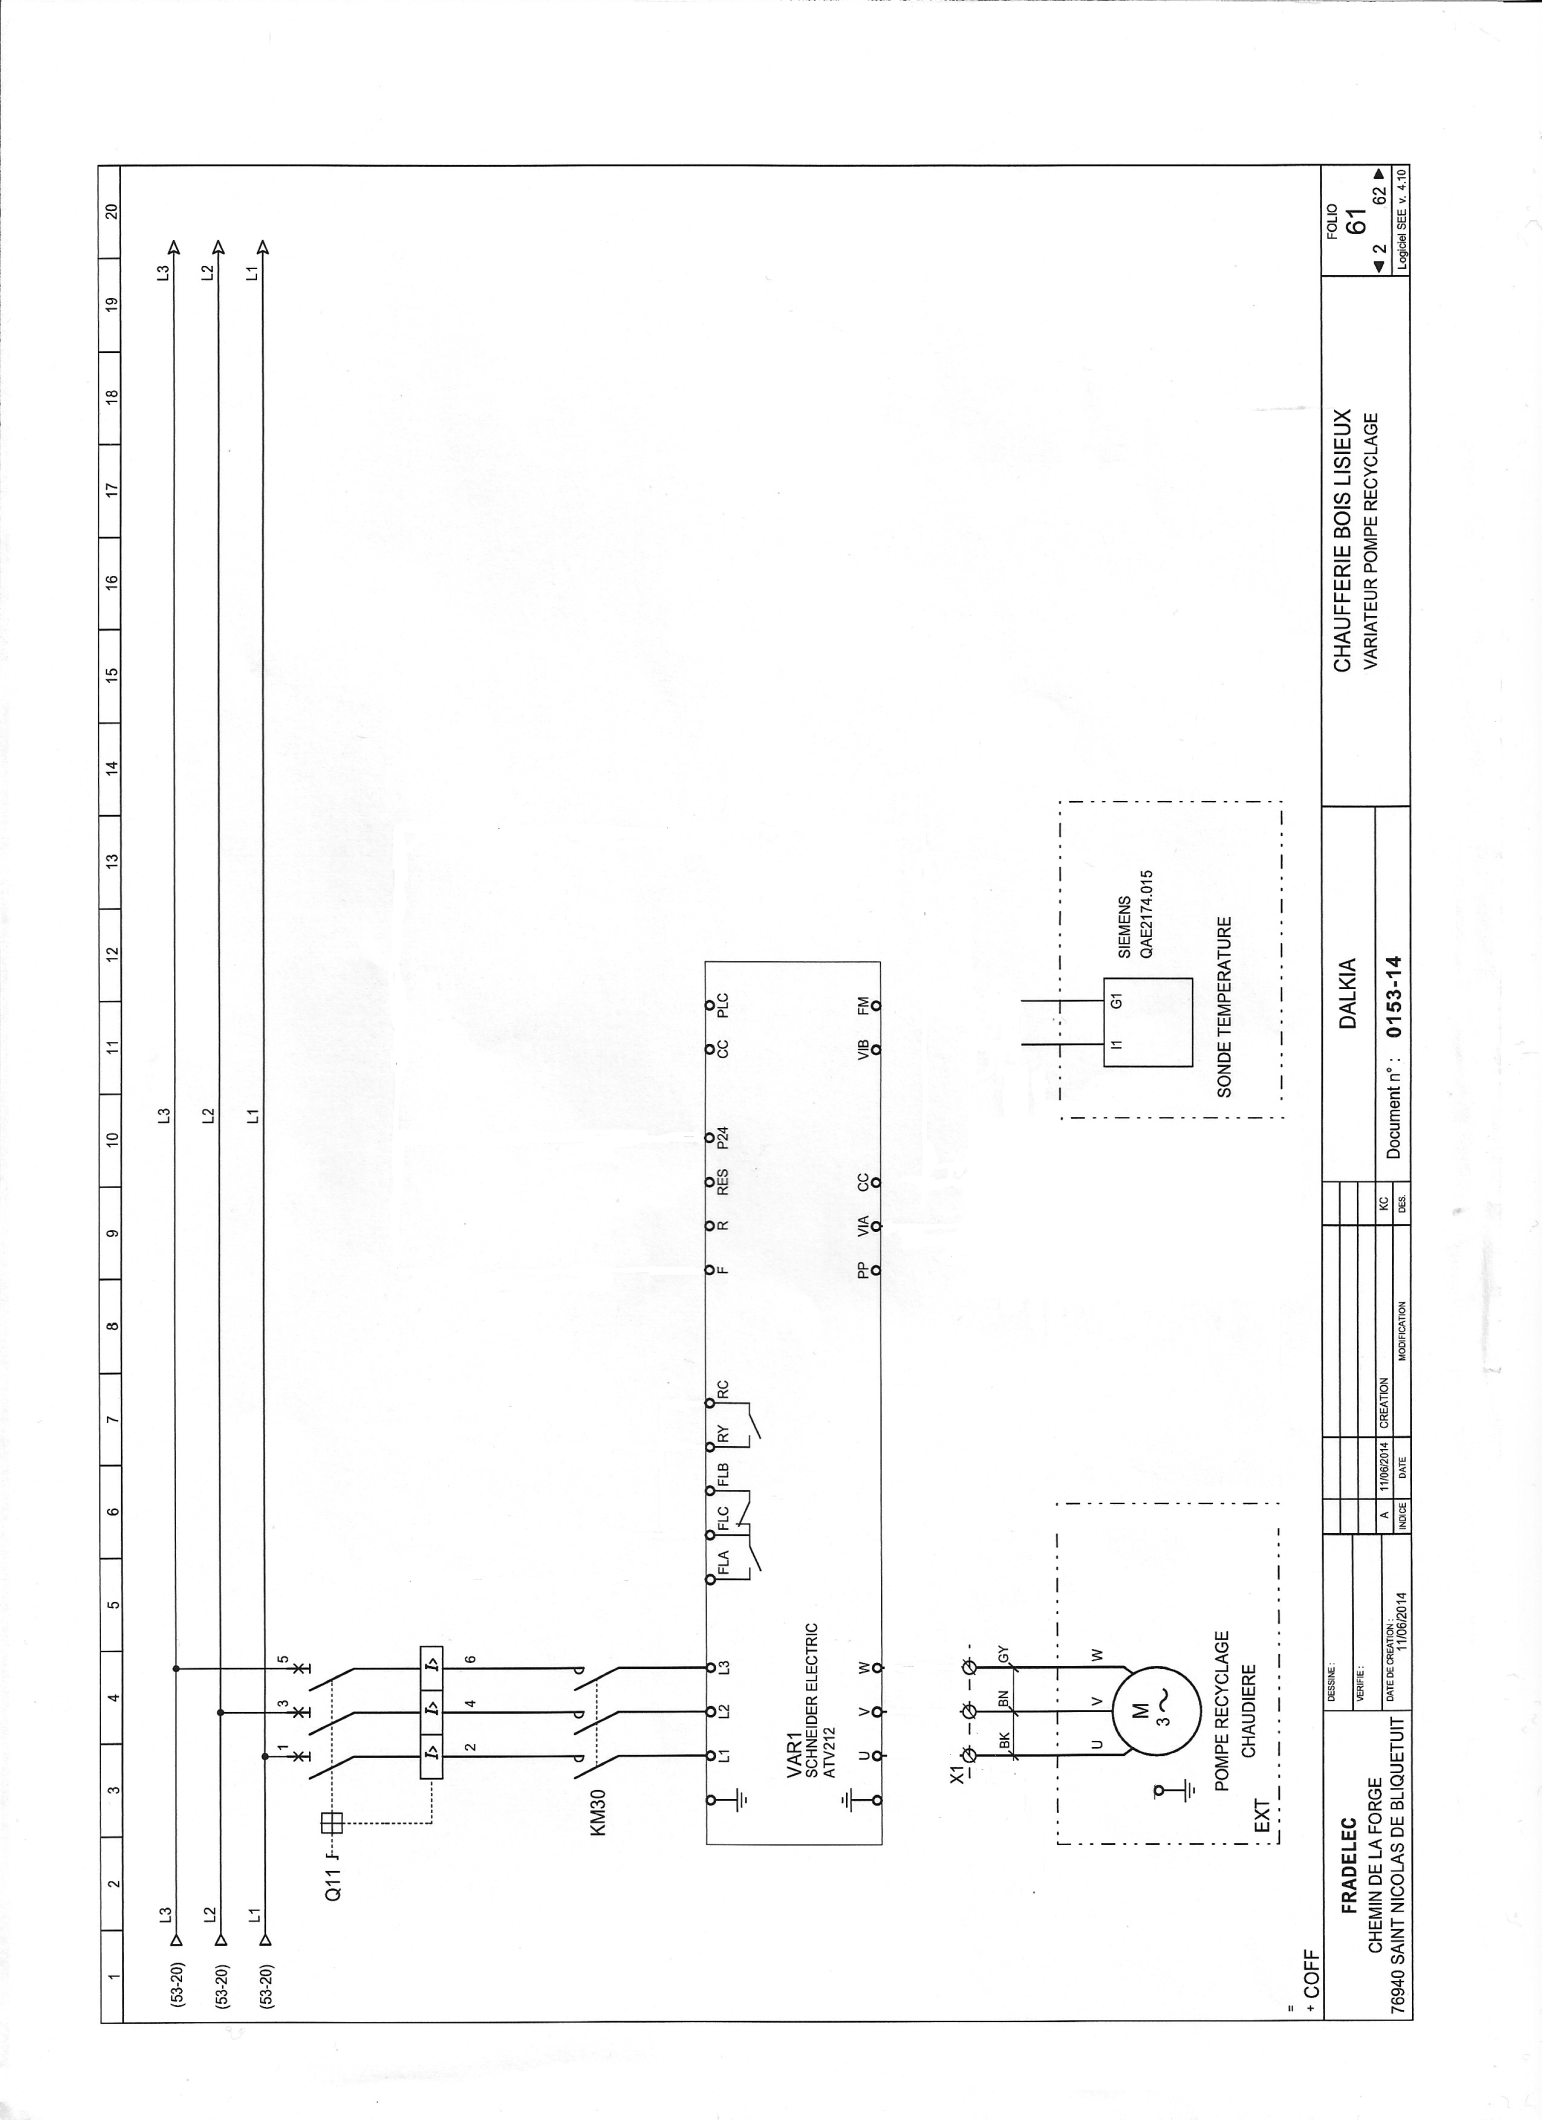 1 2 3 4 5 6 7 8 9 10 11 12 13 14 15 16 17 18 19 20
(53-20) L3 L3 L3
(53-20) L2 L2 L2
(53-20) L1 L1 L1
1 3 5
Q11
I> I> I>
2 4 6
KM30
L1 L2 L3 FLA FLC FLB RY RC F R RES P24 CC PLC
VAR1
SCHNEIDER ELECTRIC
ATV212
U V W PP VIA CC VIB FM
X1
BK BN GY
U V W
M
3~
POMPE RECYCLAGE
CHAUDIERE
EXT
I1 G1
SIEMENS
QAE2174.015
SONDE TEMPERATURE
=
+ COFF
FRADELEC
CHEMIN DE LA FORGE
76940 SAINT NICOLAS DE BLIQUETUIT
DESSINE :
VERIFIE :
DATE DE CREATION :
11/06/2014
A 11/06/2014 CREATION KC
INDICE DATE MODIFICATION DES.
DALKIA
Document n° : 0153-14
CHAUFFERIE BOIS LISIEUX
VARIATEUR POMPE RECYCLAGE
FOLIO
61
2 62
Logiciel SEE v. 4.10